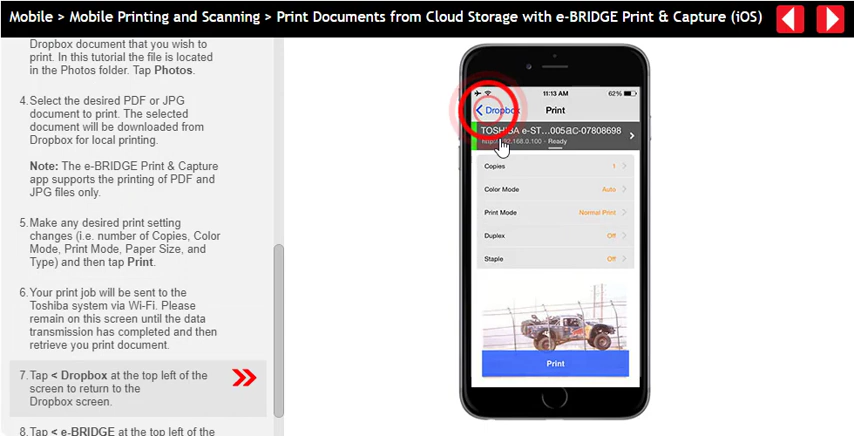 Mobile > Mobile Printing and Scanning > Print Documents from Cloud Storage with e-BRIDGE Print & Capture (iOS)
Dropbox document that you wish to
print. In this tutorial the file is located
in the Photos folder. Tap Photos.
4. Select the desired PDF or JPG
document to print. The selected
document will be downloaded from
Dropbox for local printing.
Note: The e-BRIDGE Print & Capture
app supports the printing of PDF and
JPG files only.
5. Make any desired print setting
changes (i.e. number of Copies, Color
Mode, Print Mode, Paper Size, and
Type) and then tap Print.
6. Your print job will be sent to the
Toshiba system via Wi-Fi. Please
remain on this screen until the data
transmission has completed and then
retrieve you print document.
7. Tap < Dropbox at the top left of the
screen to return to the
Dropbox screen.
8. Tap < e-BRIDGE at the top left of the
11:13 AM
62%
Dropbox
Print
TOSHIBA e-ST...005aC-07808698
192.168.0.100 - Ready
Copies 1
Color Mode Auto
Print Mode Normal Print
Duplex Off
Staple Off
Print